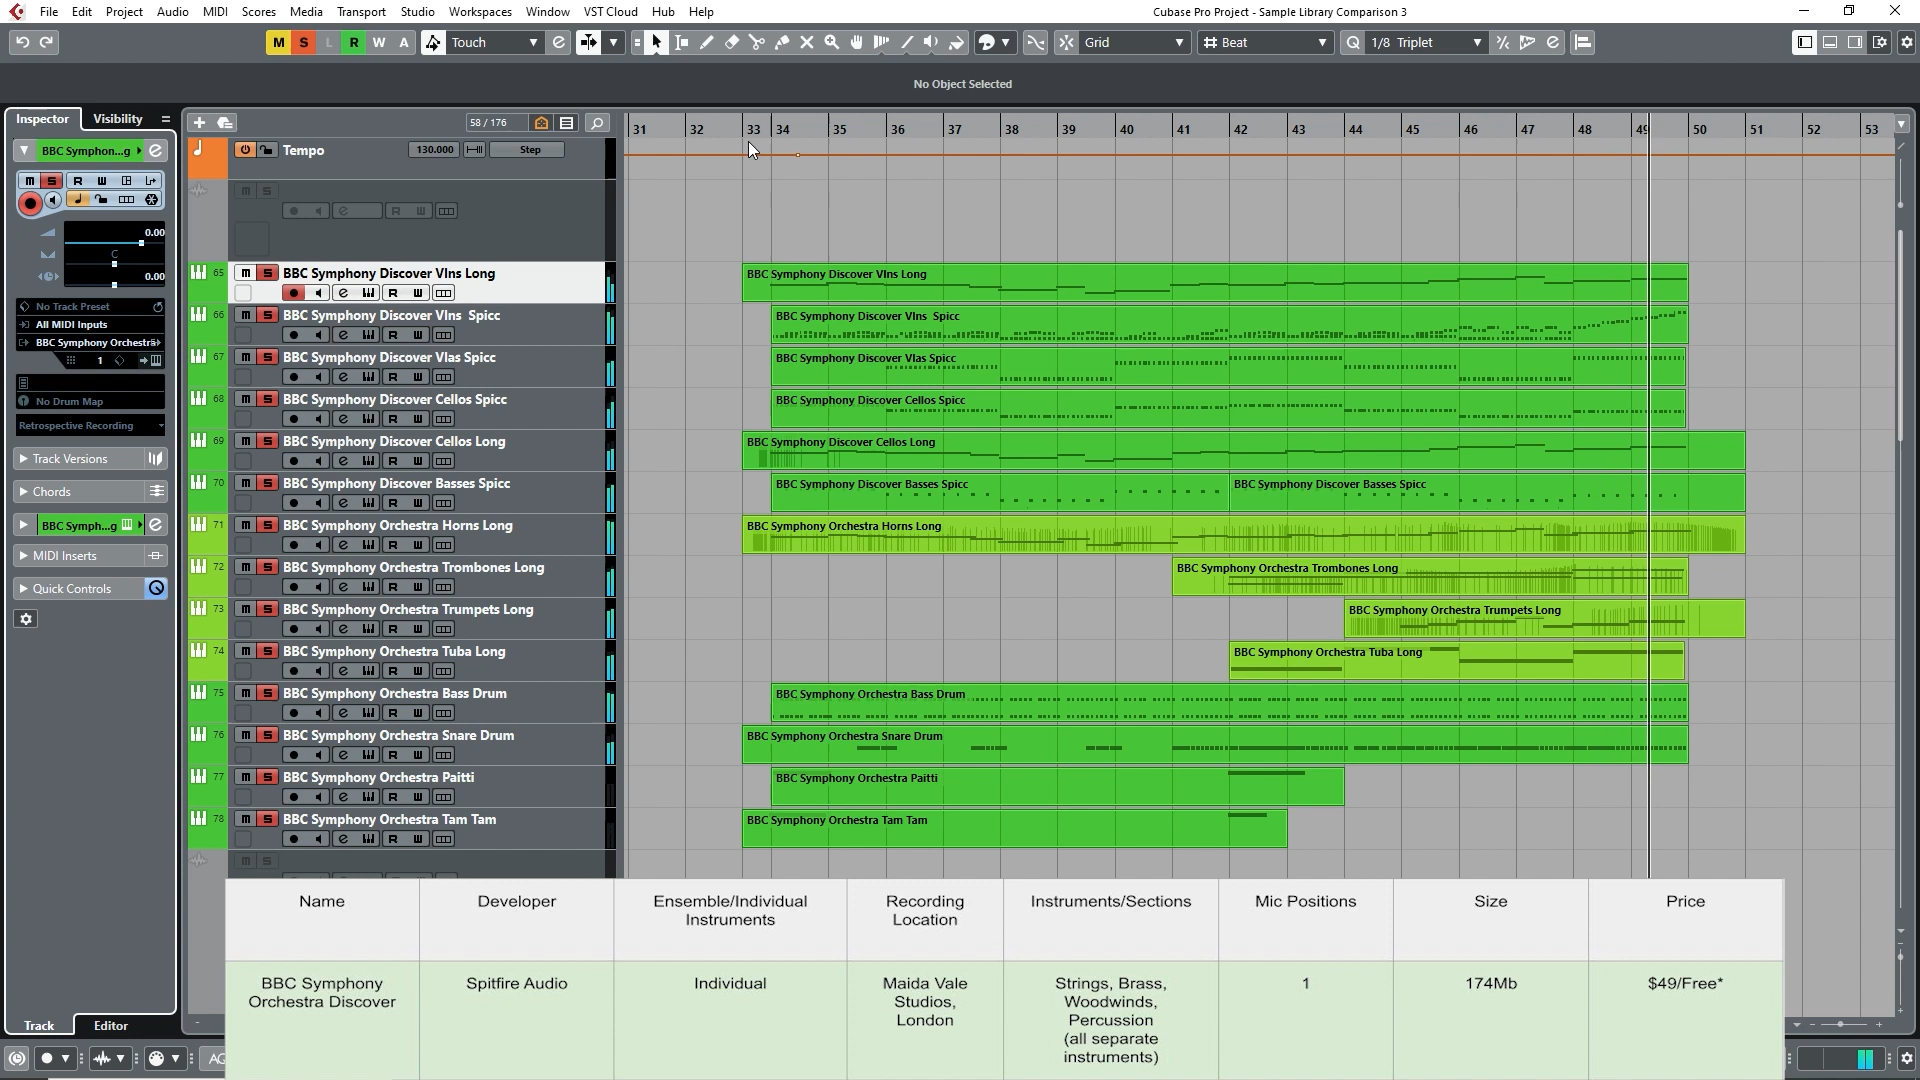 File Edit Project Audio MIDI Scores Media Transport Studio Workspaces Window VST Cloud Hub Help
Cubase Pro Project - Sample Library Comparison 3
M S L R W A Touch Grid Beat Q 1/8 Triplet
No Object Selected
Inspector Visibility
58 / 176
31 32 33 34 35 36 37 38 39 40 41 42 43 44 45 46 47 48 49 50 51 52 53
BBC Symphon...g
Tempo 130.000 Step
0.00
C
0.00
No Track Preset
All MIDI Inputs
BBC Symphony Orchestra
1
No Drum Map
Retrospective Recording
Track Versions
Chords
BBC Symph...g
MIDI Inserts
Quick Controls
65 m S BBC Symphony Discover Vlns Long
BBC Symphony Discover Vlns Long
66 m S BBC Symphony Discover Vlns Spicc
BBC Symphony Discover Vlns Spicc
67 m S BBC Symphony Discover Vlas Spicc
BBC Symphony Discover Vlas Spicc
68 m S BBC Symphony Discover Cellos Spicc
BBC Symphony Discover Cellos Spicc
69 m S BBC Symphony Discover Cellos Long
BBC Symphony Discover Cellos Long
70 m S BBC Symphony Discover Basses Spicc
BBC Symphony Discover Basses Spicc BBC Symphony Discover Basses Spicc
71 m S BBC Symphony Orchestra Horns Long
BBC Symphony Orchestra Horns Long
72 m S BBC Symphony Orchestra Trombones Long
BBC Symphony Orchestra Trombones Long
73 m S BBC Symphony Orchestra Trumpets Long
BBC Symphony Orchestra Trumpets Long
74 m S BBC Symphony Orchestra Tuba Long
BBC Symphony Orchestra Tuba Long
75 m S BBC Symphony Orchestra Bass Drum
BBC Symphony Orchestra Bass Drum
76 m S BBC Symphony Orchestra Snare Drum
BBC Symphony Orchestra Snare Drum
77 m S BBC Symphony Orchestra Paitti
BBC Symphony Orchestra Paitti
78 m S BBC Symphony Orchestra Tam Tam
BBC Symphony Orchestra Tam Tam
Track Editor
Name
Developer
Ensemble/Individual
Instruments
Recording
Location
Instruments/Sections
Mic Positions
Size
Price
BBC Symphony
Orchestra Discover
Spitfire Audio
Individual
Maida Vale
Studios,
London
Strings, Brass,
Woodwinds,
Percussion
(all separate
instruments)
1
174Mb
$49/Free*